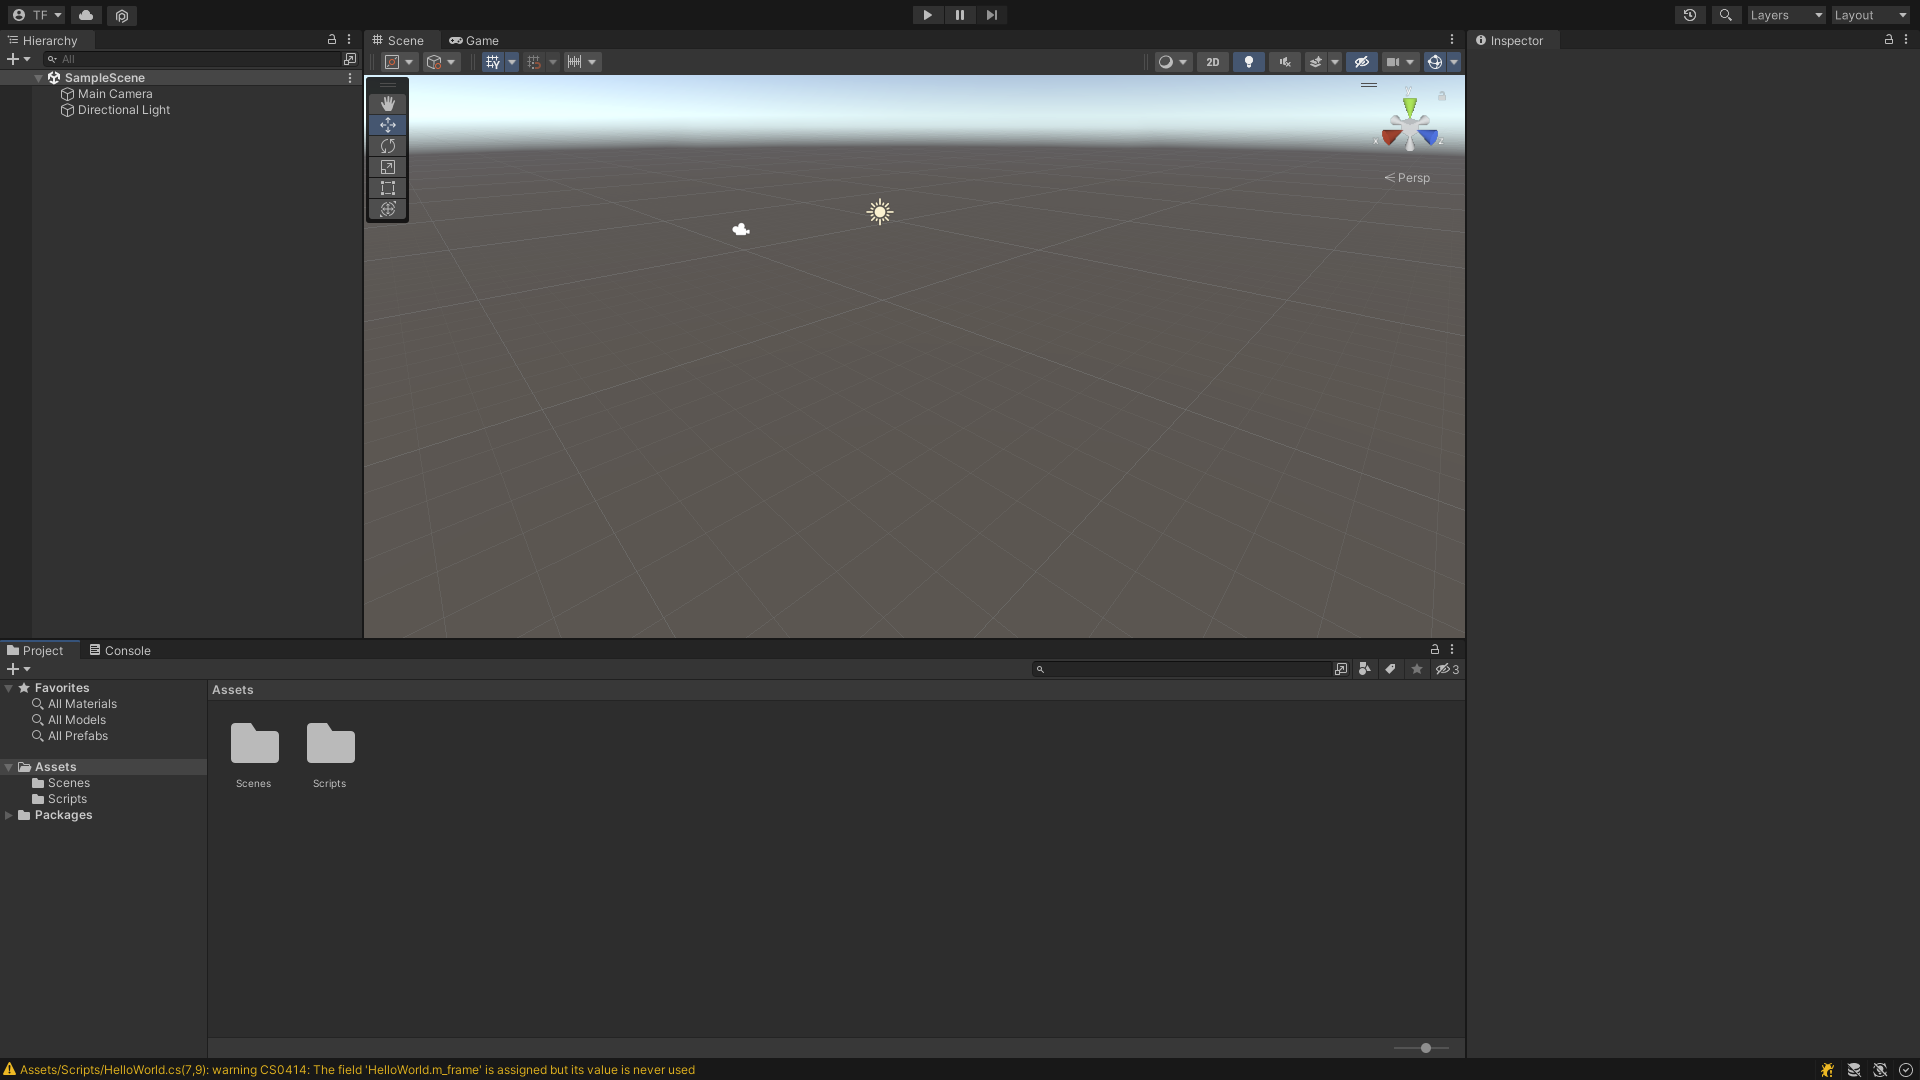 TF
Layers
Layout
Hierarchy
All
SampleScene
Main Camera
Directional Light
Scene
Game
2D
y
x
z
Persp
Inspector
Project
Console
3
Favorites
All Materials
All Models
All Prefabs
Assets
Scenes
Scripts
Packages
Assets
Scenes
Scripts
Assets/Scripts/HelloWorld.cs(7,9): warning CS0414: The field 'HelloWorld.m_frame' is assigned but its value is never used